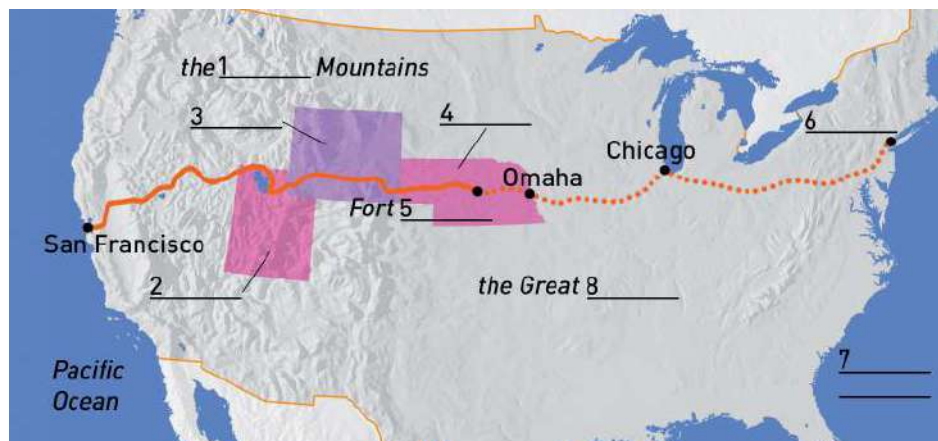 the 1 Mountains
3
4
6
Chicago
Omaha
Fort 5
San Francisco
2
the Great 8
7
Pacific
Ocean